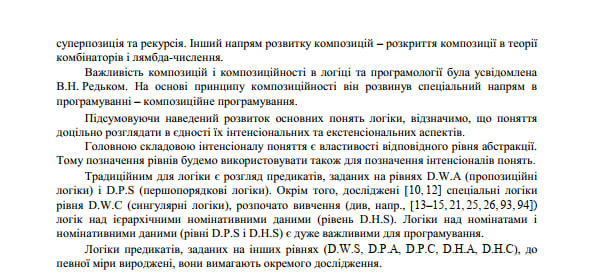 суперпозиція та рекурсія. Інший напрям розвитку композицій – розкриття композиції в теорії
комбінаторів і лямбда-числення.
Важливість композицій і композиційності в логіці та програмології була усвідомлена
В.Н. Редьком. На основі принципу композиційності він розвинув спеціальний напрям в
програмуванні – композиційне програмування.
Підсумовуючи наведений розвиток основних понять логіки, відзначимо, що поняття
доцільно розглядати в єдності їх інтенсіональних та екстенсіональних аспектів.
Головною складовою інтенсіоналу поняття є властивості відповідного рівня абстракції.
Тому позначення рівнів будемо використовувати також для позначення інтенсіоналів понять.
Традиційним для логіки є розгляд предикатів, заданих на рівнях D.W.A (пропозиційні
логіки) і D.P.S (першопорядкові логіки). Окрім того, досліджені [10, 12] спеціальні логіки
рівня D.W.C (сингулярні логіки), розпочато вивчення (див, напр., [13–15, 21, 25, 26, 93, 94])
логік над ієрархічними номінативними даними (рівень D.H.S). Логіки над номінатами і
номінативними даними (рівні D.P.S і D.H.S) є дуже важливими для програмування.
Логіки предикатів, заданих на інших рівнях (D.W.S, D.P.A, D.P.C, D.H.A, D.H.C), до
певної міри вироджені, вони вимагають окремого дослідження.